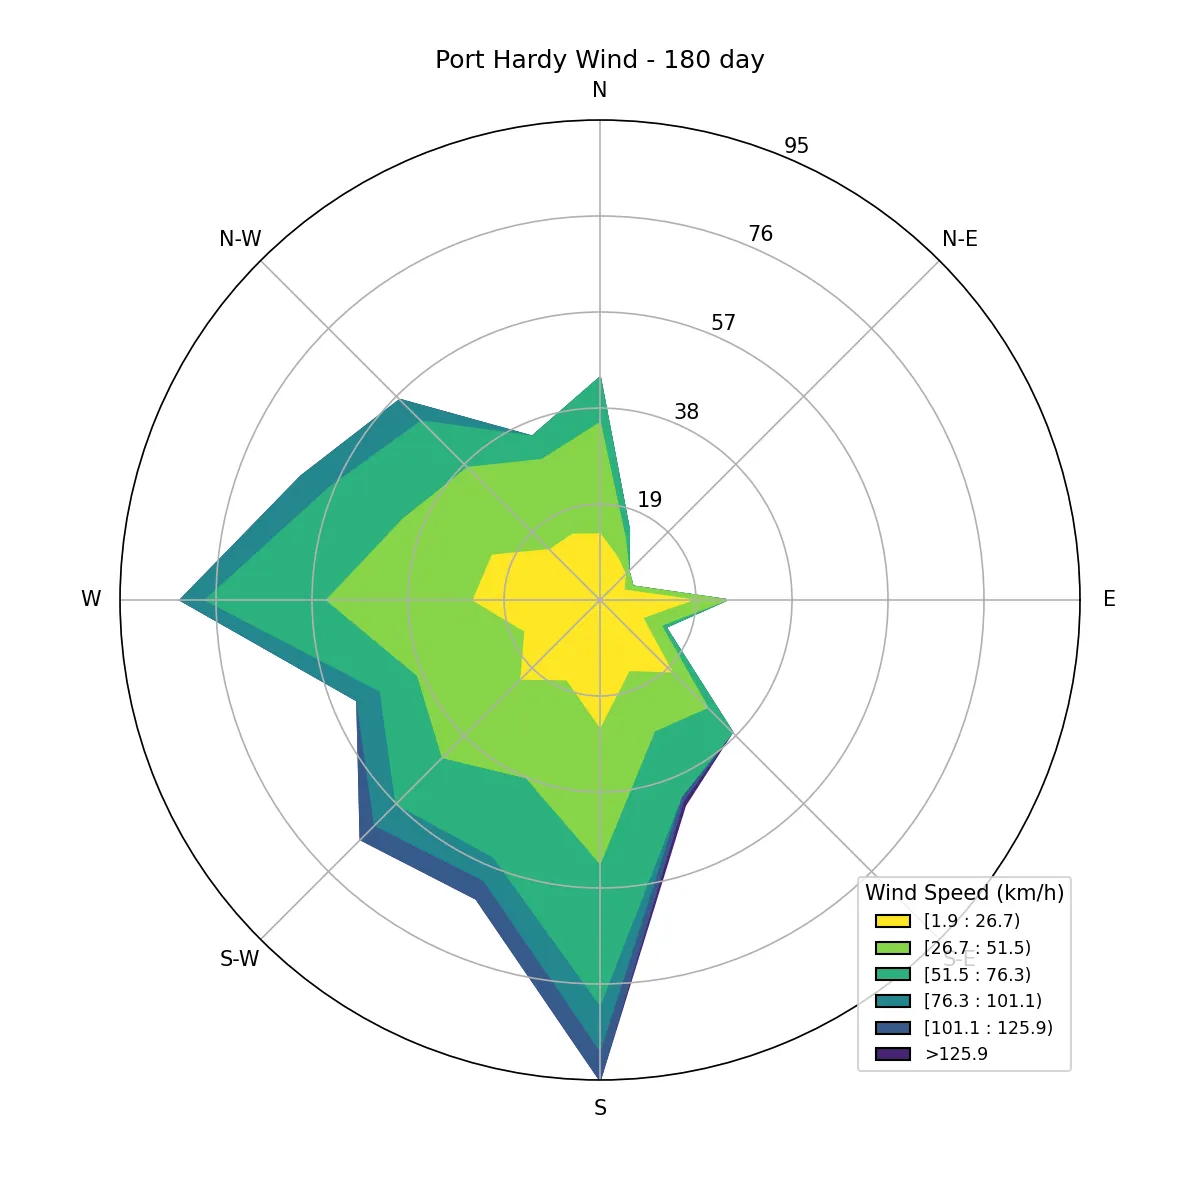 Port Hardy Wind - 180 day
N
95
76
N-W
N-E
57
38
19
W
E
S-W
S-E
Wind Speed (km/h)
[1.9 : 26.7)
[26.7 : 51.5)
[51.5 : 76.3)
[76.3 : 101.1)
[101.1 : 125.9)
>125.9
S